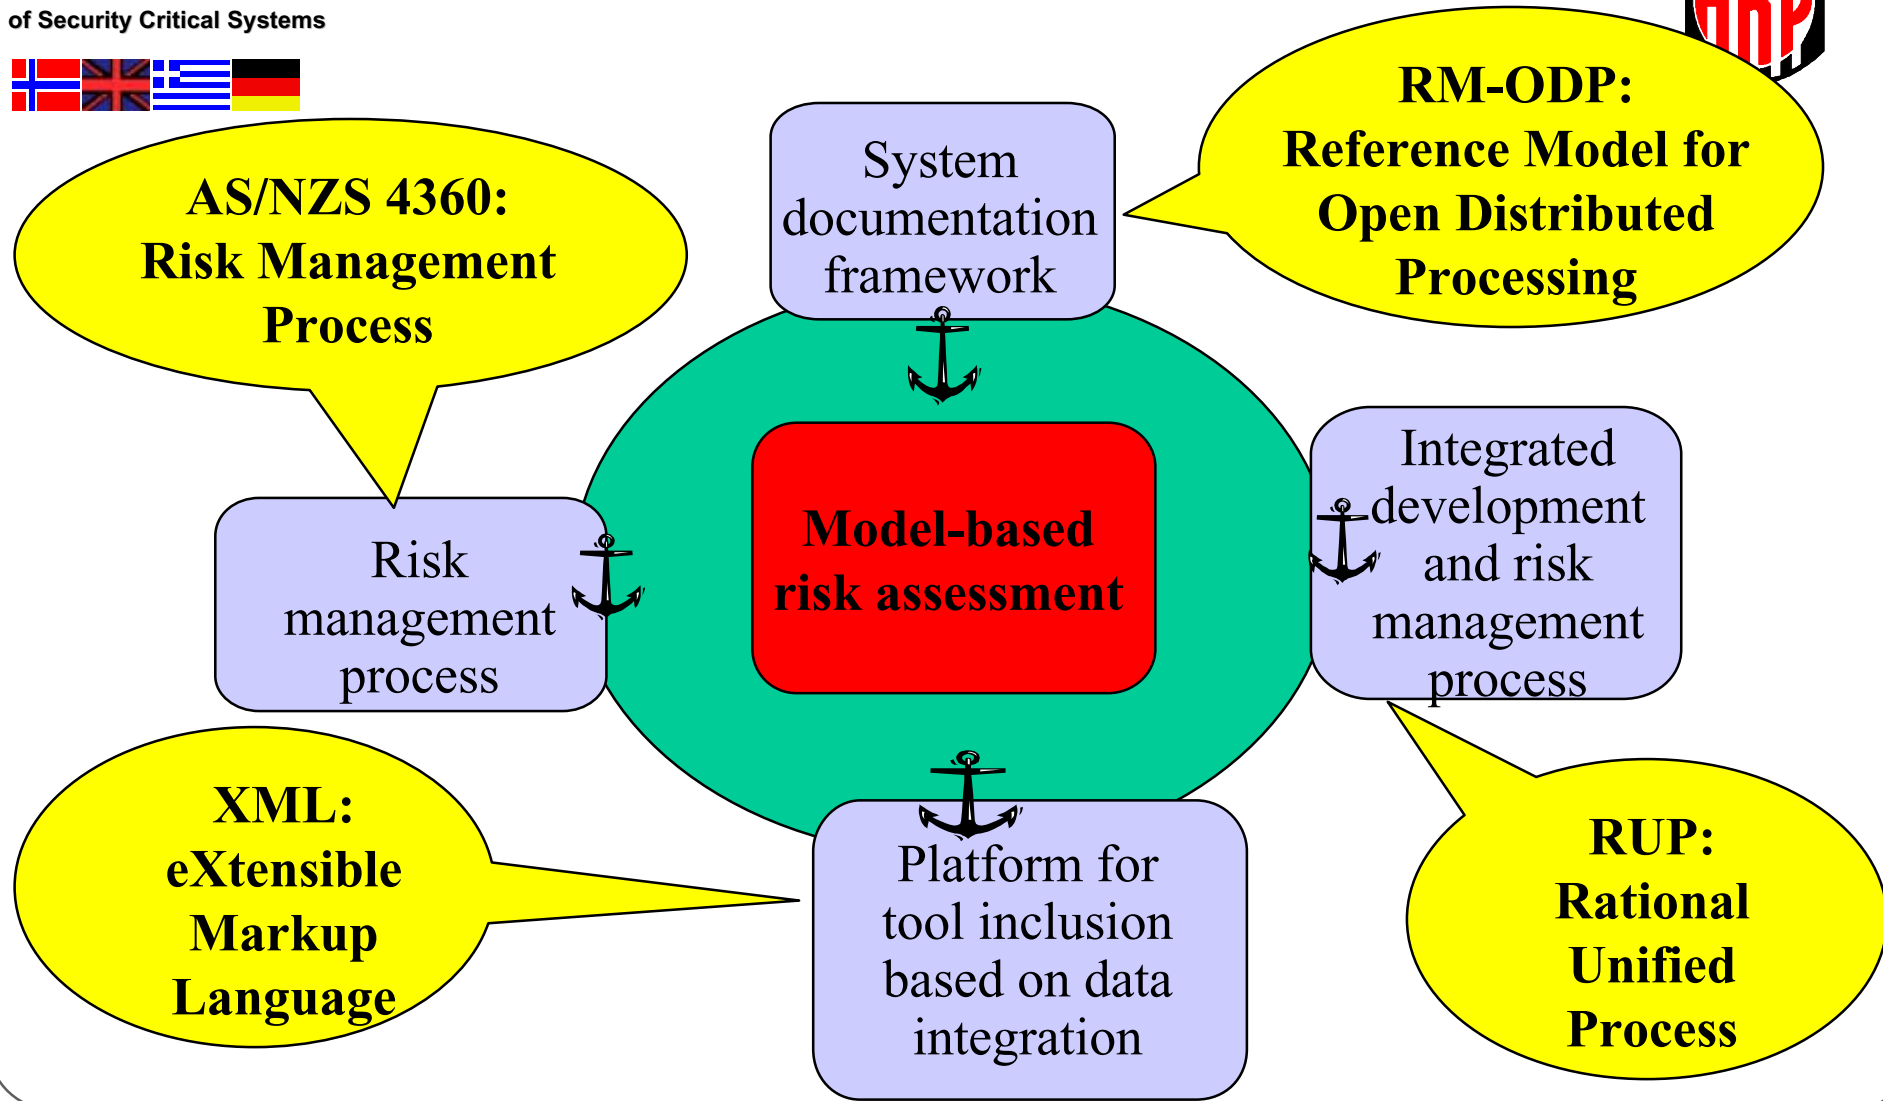 of Security Critical Systems
RM-ODP:
Reference Model for
Open Distributed
Processing
System
documentation
framework
AS/NZS 4360:
Risk Management
Process
Integrated
development
and risk
management
process
Model-based
risk assessment
Risk
management
process
XML:
eXtensible
Markup
Language
Platform for
tool inclusion
based on data
integration
RUP:
Rational
Unified
Process